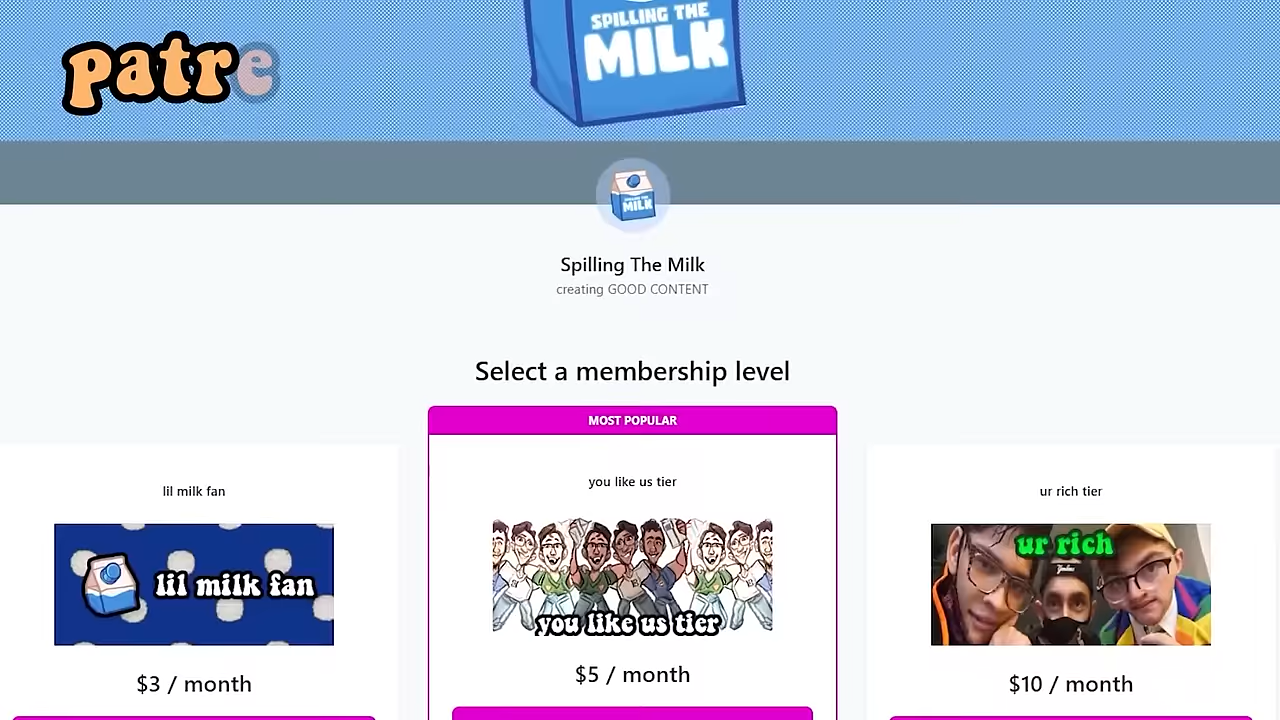 SPILLING THE
MILK
patre
MILK
Spilling The Milk
creating GOOD CONTENT
Select a membership level
MOST POPULAR
lil milk fan
you like us tier
ur rich tier
lil milk fan
you like us tier
ur rich
$3 / month
$5 / month
$10 / month